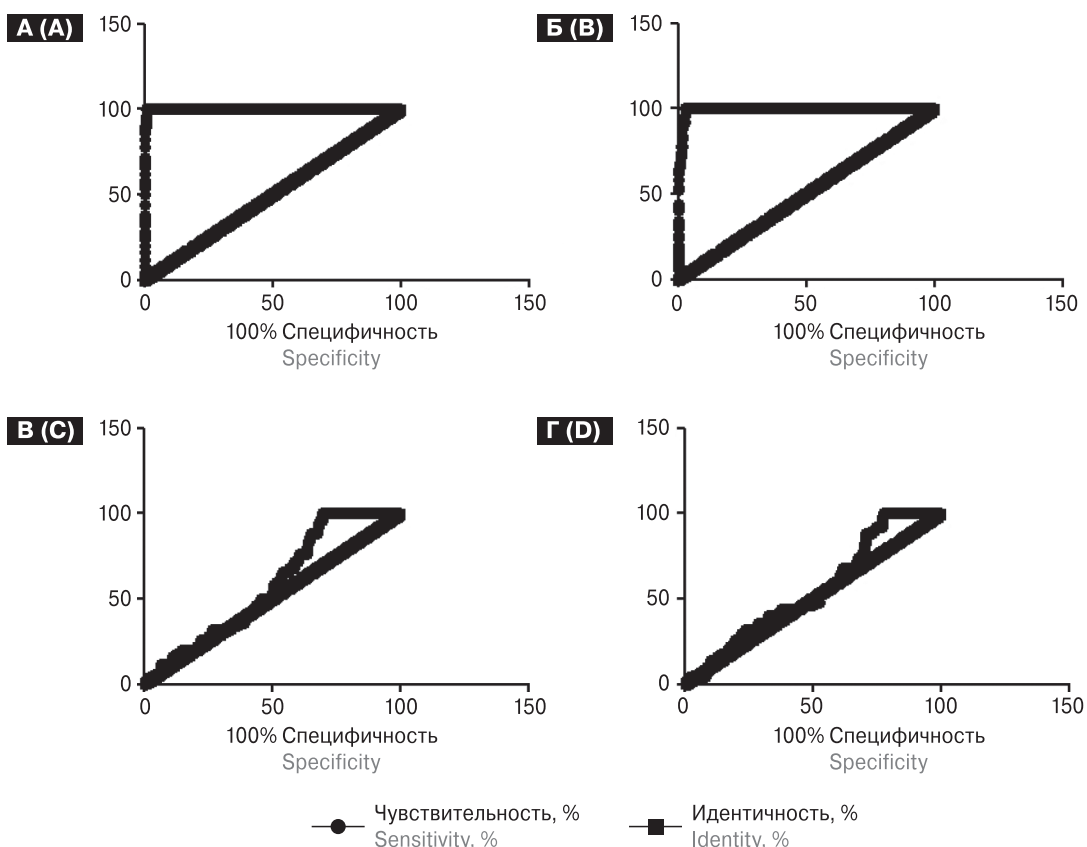 А (A)
150
100
50
0
0 50 100 150
100% Специфичность
Specificity
Б (B)
150
100
50
0
0 50 100 150
100% Специфичность
Specificity
В (C)
150
100
50
0
0 50 100 150
100% Специфичность
Specificity
Г (D)
150
100
50
0
0 50 100 150
100% Специфичность
Specificity
Чувствительность, %
Sensitivity, %
Идентичность, %
Identity, %